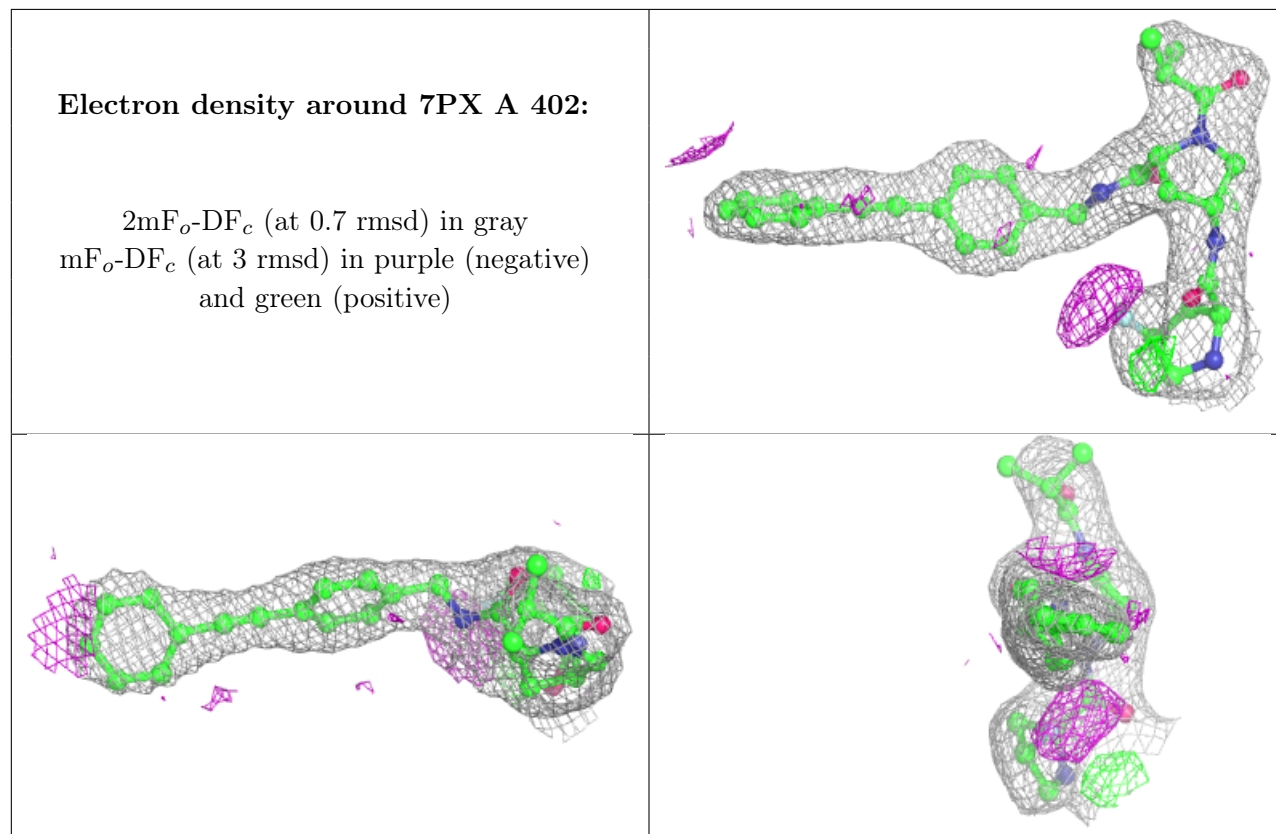 Electron density around 7PX A 402:
2mFo-DFc (at 0.7 rmsd) in gray
mFo-DFc (at 3 rmsd) in purple (negative)
and green (positive)